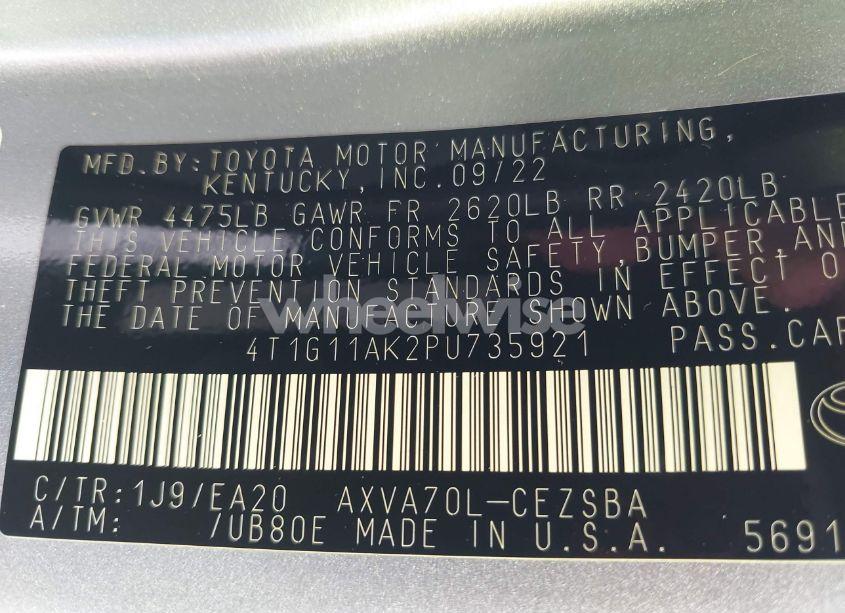 MFD.BY:TOYOTA MOTOR MANUFACTURING,
KENTUCKY,INC.09/22
GVWR 4475LB GAWR FR 2620LB RR 2420LB
THIS VEHICLE CONFORMS TO ALL APPLICABLE
FEDERAL MOTOR VEHICLE SAFETY,BUMPER,AND
THEFT PREVENTION STANDARDS IN EFFECT O
THE DATE OF MANUFACTURE SHOWN ABOVE.
wheelwise
4T1G11AK2PU735921 PASS.CAR
C/TR:1J9/EA20 AXVA70L-CEZSBA
A/TM: /UB80E MADE IN U.S.A. 5691